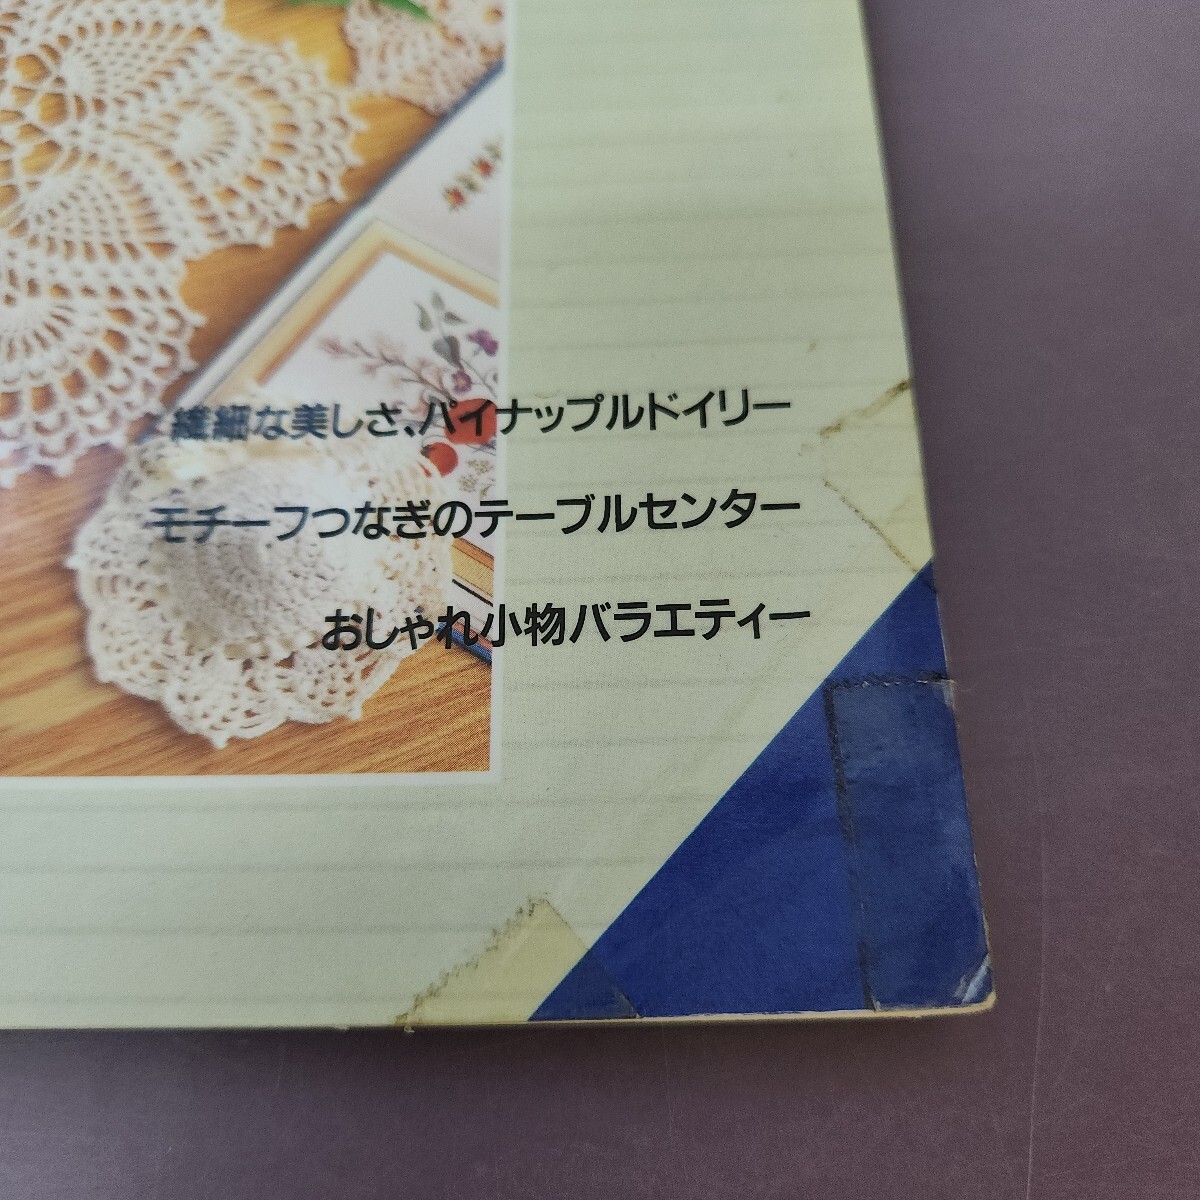 繊細な美しさ、パイナップルドイリー
モチーフつなぎのテーブルセンター
おしゃれ小物バラエティー